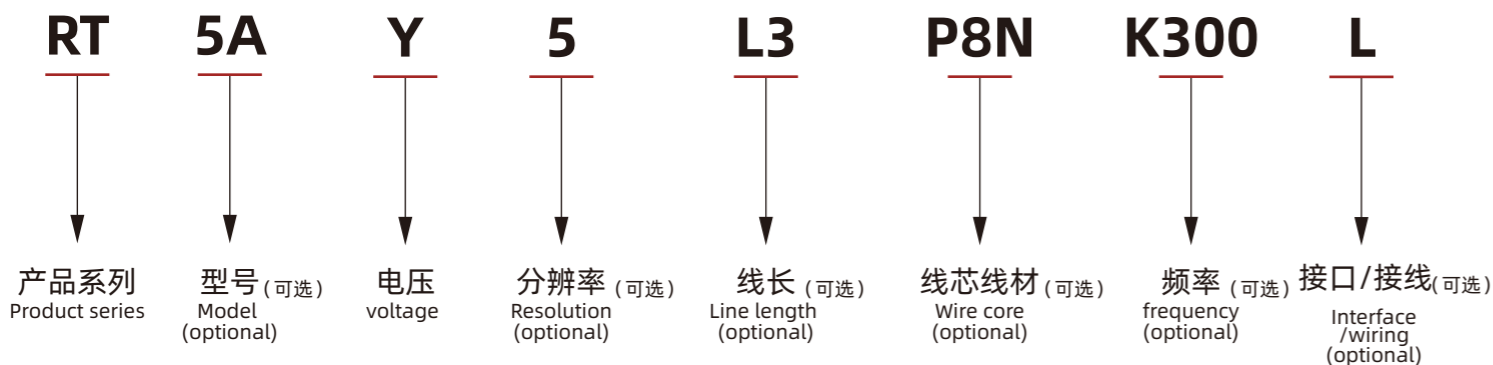 RT 5A Y 5 L3 P8N K300 L
产品系列 型号(可选) 电压 分辨率(可选) 线长(可选) 线芯线材(可选) 频率(可选) 接口/接线(可选)
Product series Model voltage Resolution Line length Wire core frequency Interface
(optional) (optional) (optional) (optional) (optional) /wiring
(optional)